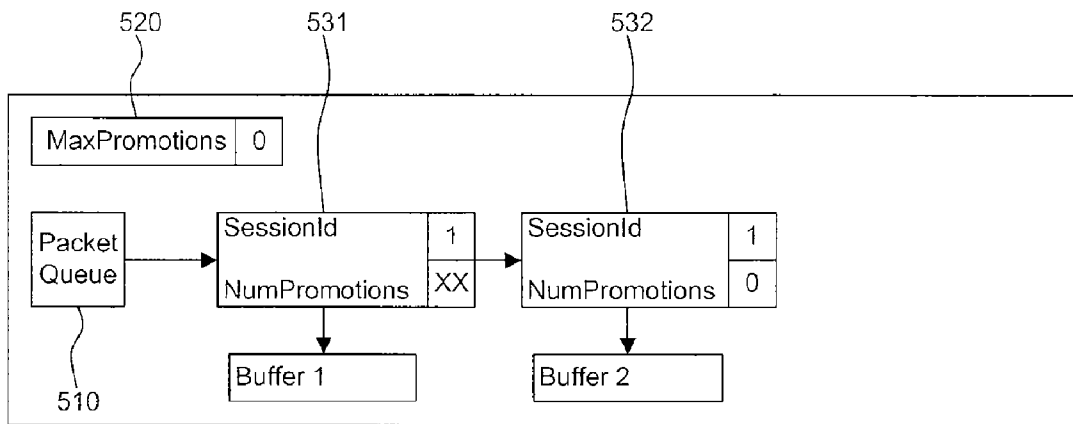 520
531
532
MaxPromotions 0
Packet
Queue
SessionId 1
NumPromotions XX
SessionId 1
NumPromotions 0
Buffer 1
Buffer 2
510